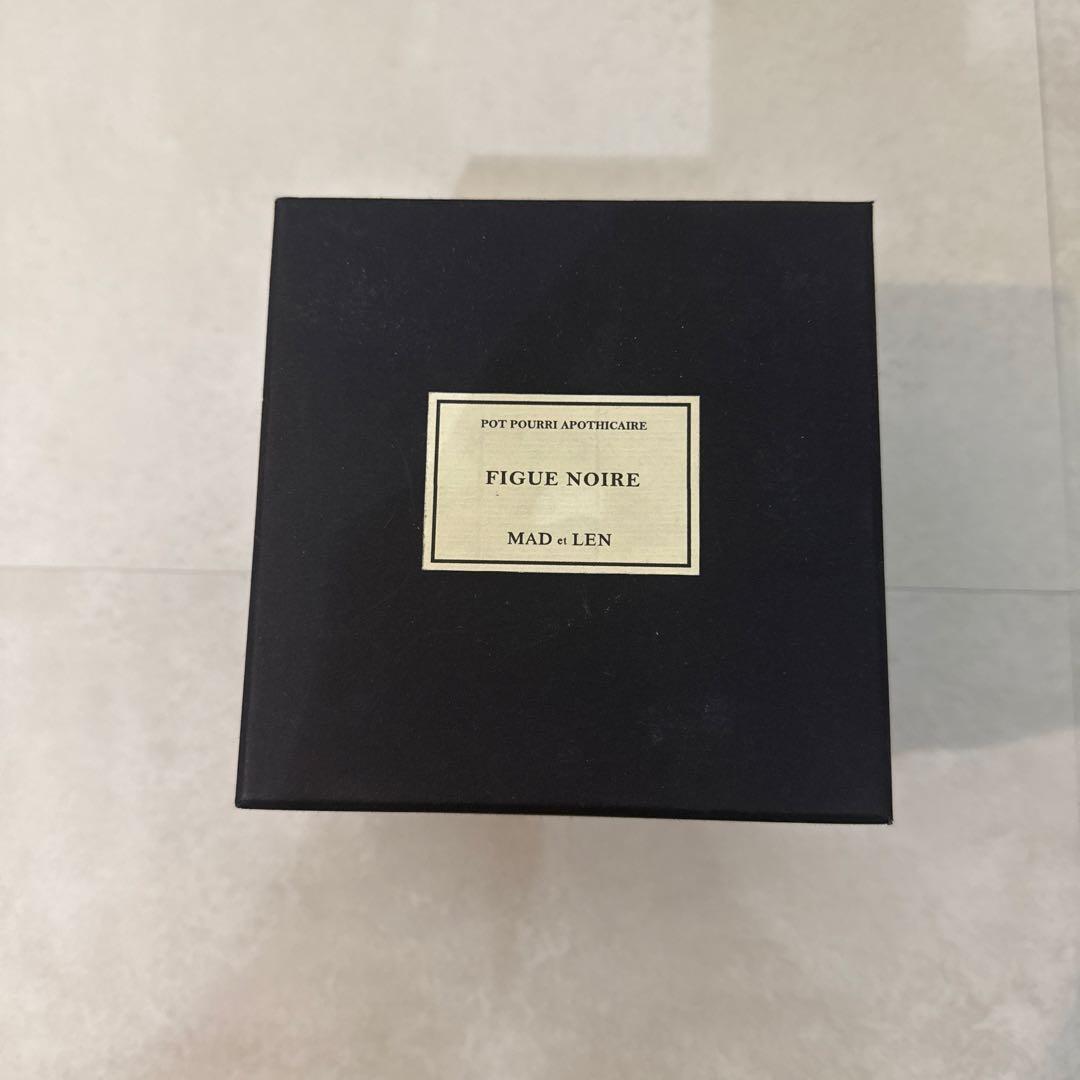 POT POURRI APOTHICAIRE
FIGUE NOIRE
MAD et LEN